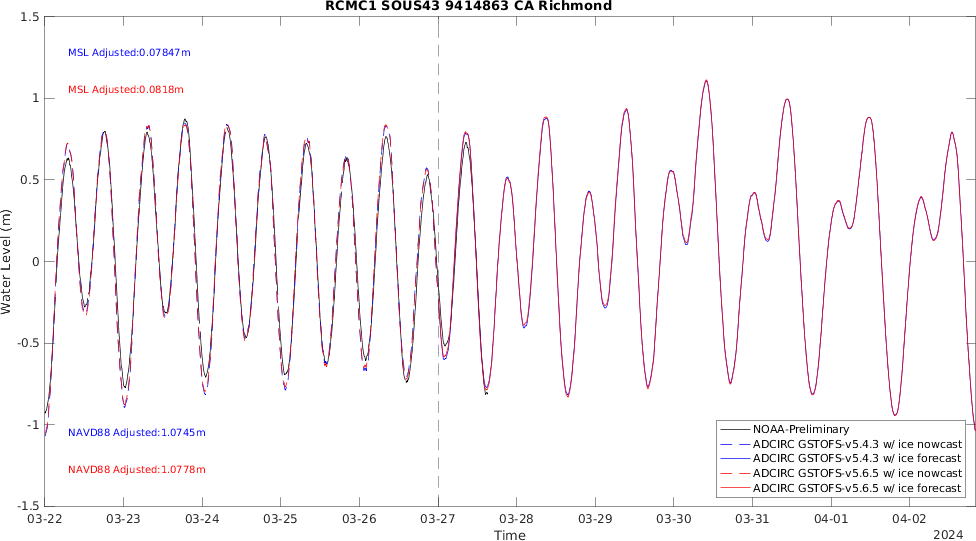 RCMC1 SOUS43 9414863 CA Richmond
1.5
MSL Adjusted:0.07847m
MSL Adjusted:0.0818m
1
0.5
Water Level (m)
0
-0.5
-1
NAVD88 Adjusted:1.0745m
NAVD88 Adjusted:1.0778m
-1.5
NOAA-Preliminary
ADCIRC GSTOFS-v5.4.3 w/ ice nowcast
ADCIRC GSTOFS-v5.4.3 w/ ice forecast
ADCIRC GSTOFS-v5.6.5 w/ ice nowcast
ADCIRC GSTOFS-v5.6.5 w/ ice forecast
03-22 03-23 03-24 03-25 03-26 03-27 03-28 03-29 03-30 03-31 04-01 04-02
Time
2024